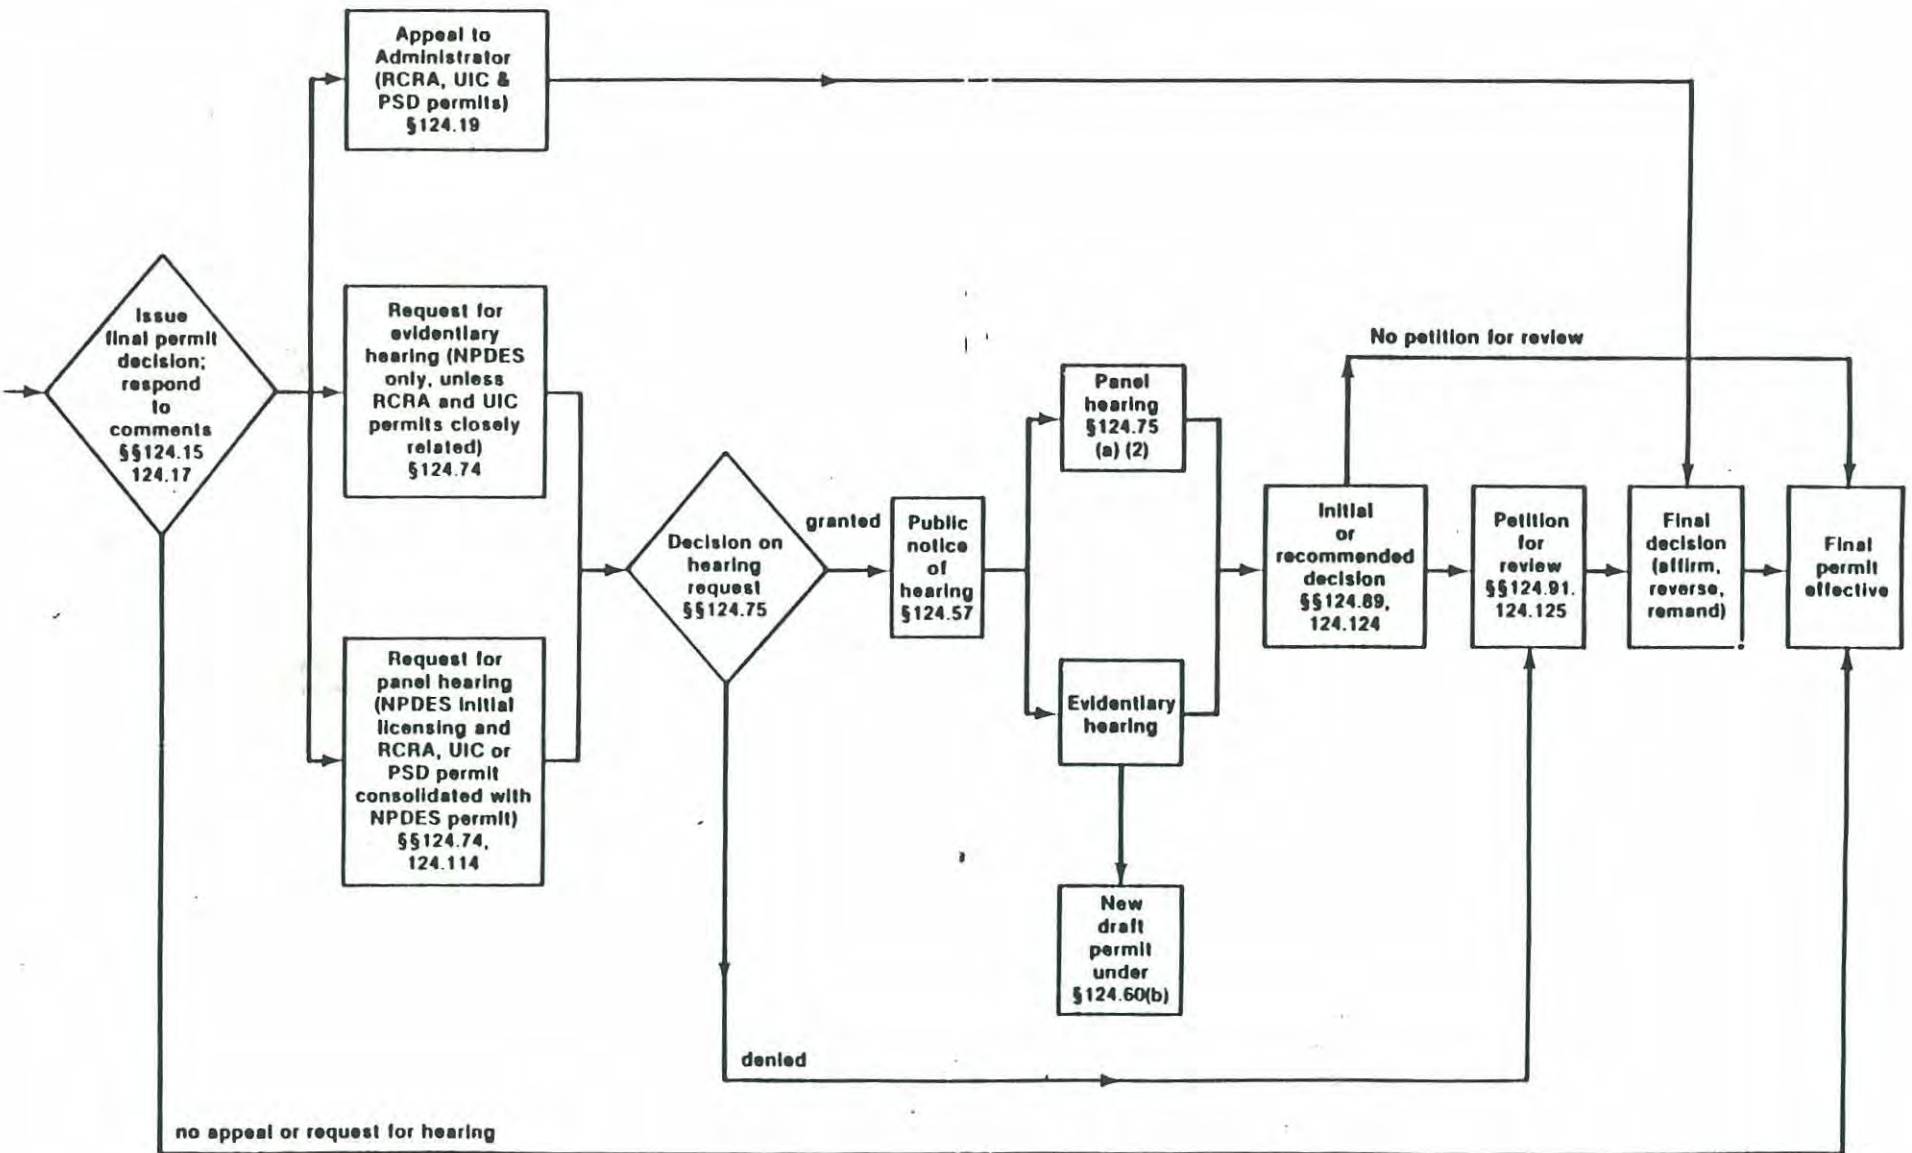 Appeal to
Administrator
(RCRA, UIC &
PSD permits)
§124.19
Issue
final permit
decision;
respond
to
comments
§§124.15
124.17
Request for
evidentiary
hearing (NPDES
only, unless
RCRA and UIC
permits closely
related)
§124.74
Request for
panel hearing
(NPDES initial
licensing and
RCRA, UIC or
PSD permit
consolidated with
NPDES permit)
§§124.74,
124.114
Decision on
hearing
request
§§124.75
granted
denied
Public
notice
of
hearing
§124.57
Panel
hearing
§124.75
(a) (2)
Evidentiary
hearing
New
draft
permit
under
§124.60(b)
No petition for review
Initial
or
recommended
decision
§§124.89,
124.124
Petition
for
review
§§124.91.
124.125
Final
decision
(affirm,
reverse,
remand)
Final
permit
effective
no appeal or request for hearing